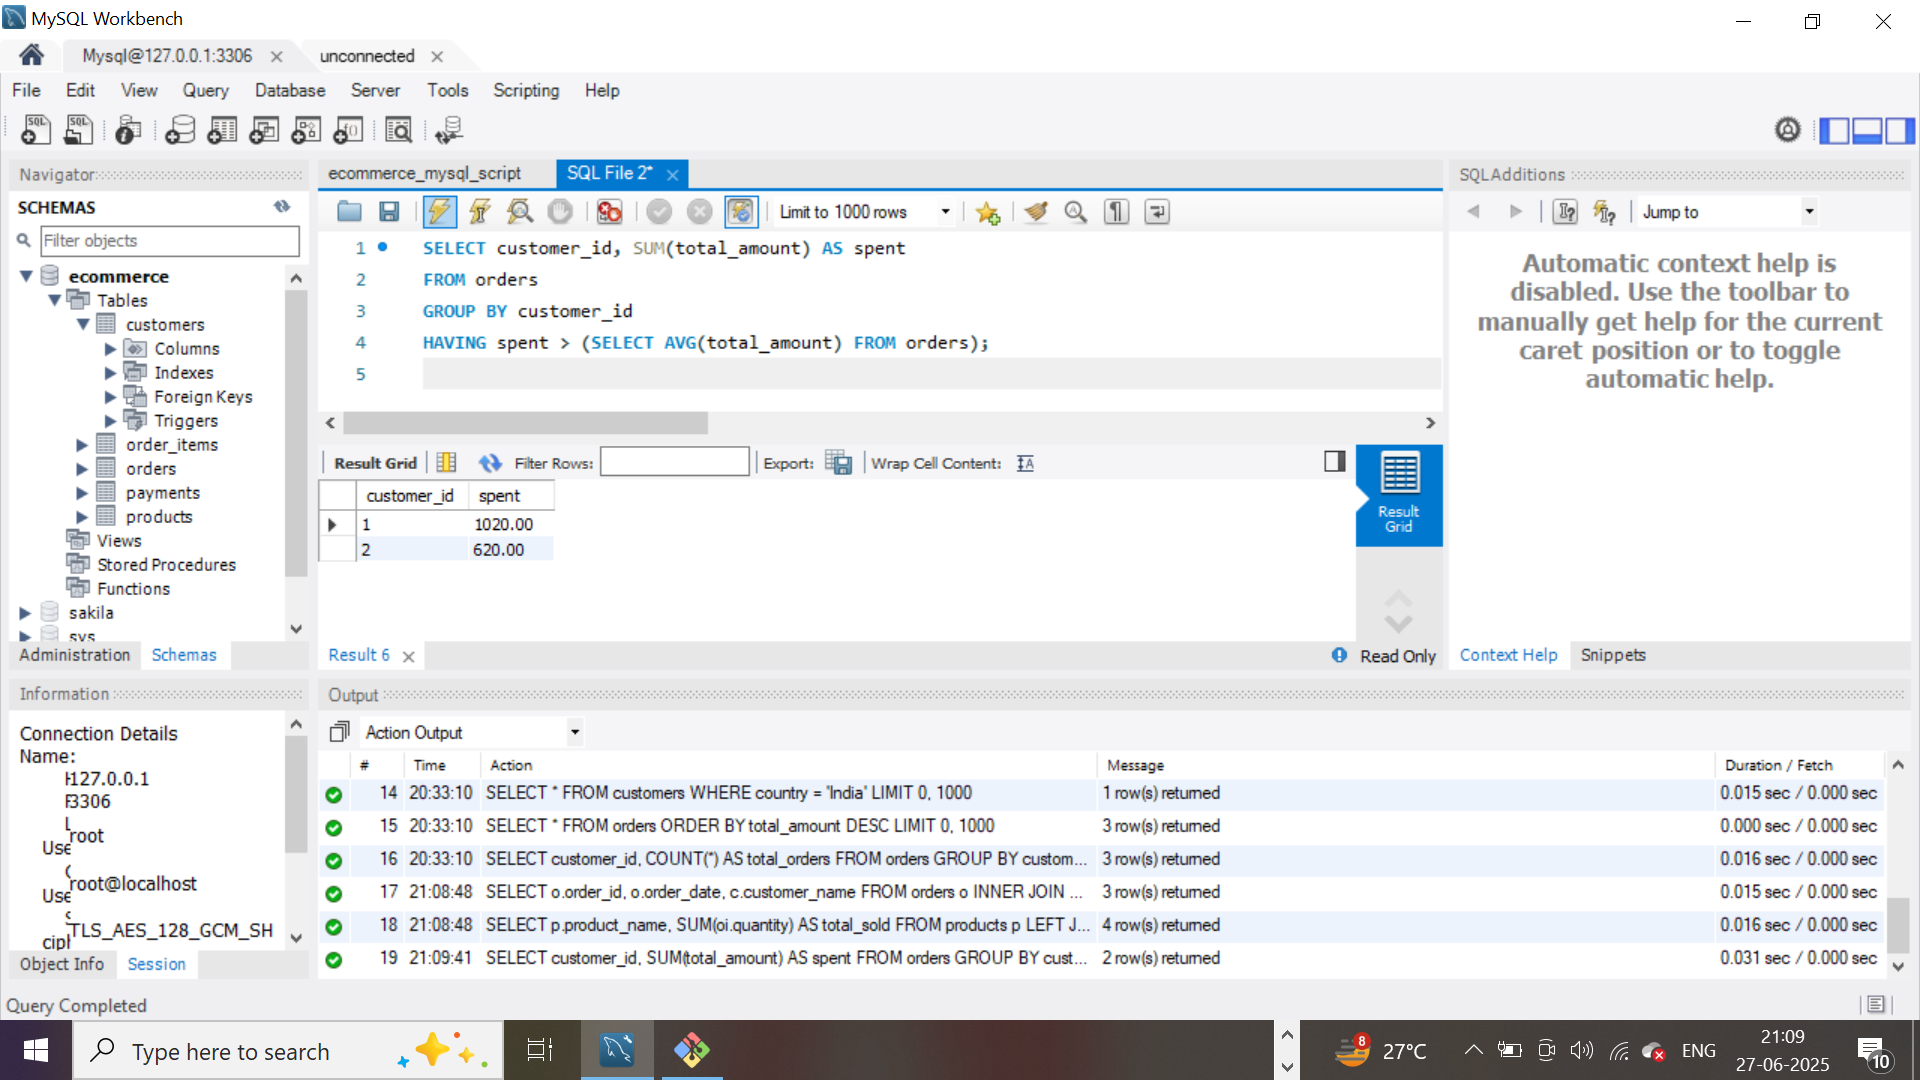 MySQL Workbench
Mysql@127.0.0.1:3306
unconnected
File Edit View Query Database Server Tools Scripting Help
Navigator
SCHEMAS
Filter objects
ecommerce
Tables
customers
Columns
Indexes
Foreign Keys
Triggers
order_items
orders
payments
products
Views
Stored Procedures
Functions
sakila
sys
Administration Schemas
ecommerce_mysql_script
SQL File 2*
Limit to 1000 rows
1 SELECT customer_id, SUM(total_amount) AS spent
2 FROM orders
3 GROUP BY customer_id
4 HAVING spent > (SELECT AVG(total_amount) FROM orders);
5
Result Grid Filter Rows: Export: Wrap Cell Content:
customer_id spent
1 1020.00
2 620.00
Result Grid
Result 6
Read Only
SQLAdditions
Jump to
Automatic context help is
disabled. Use the toolbar to
manually get help for the current
caret position or to toggle
automatic help.
Context Help Snippets
Information
Connection Details
Name:
127.0.0.1
3306
root
Use
root@localhost
Use
TLS_AES_128_GCM_SH
Object Info Session
Output
Action Output
# Time Action Message Duration / Fetch
14 20:33:10 SELECT * FROM customers WHERE country = 'India' LIMIT 0, 1000 1 row(s) returned 0.015 sec / 0.000 sec
15 20:33:10 SELECT * FROM orders ORDER BY total_amount DESC LIMIT 0, 1000 3 row(s) returned 0.000 sec / 0.000 sec
16 20:33:10 SELECT customer_id, COUNT(*) AS total_orders FROM orders GROUP BY custom... 3 row(s) returned 0.016 sec / 0.000 sec
17 21:08:48 SELECT o.order_id, o.order_date, c.customer_name FROM orders o INNER JOIN ... 3 row(s) returned 0.015 sec / 0.000 sec
18 21:08:48 SELECT p.product_name, SUM(oi.quantity) AS total_sold FROM products p LEFT J... 4 row(s) returned 0.016 sec / 0.000 sec
19 21:09:41 SELECT customer_id, SUM(total_amount) AS spent FROM orders GROUP BY cust... 2 row(s) returned 0.031 sec / 0.000 sec
Query Completed
Type here to search
8
27°C
ENG
21:09
27-06-2025
10